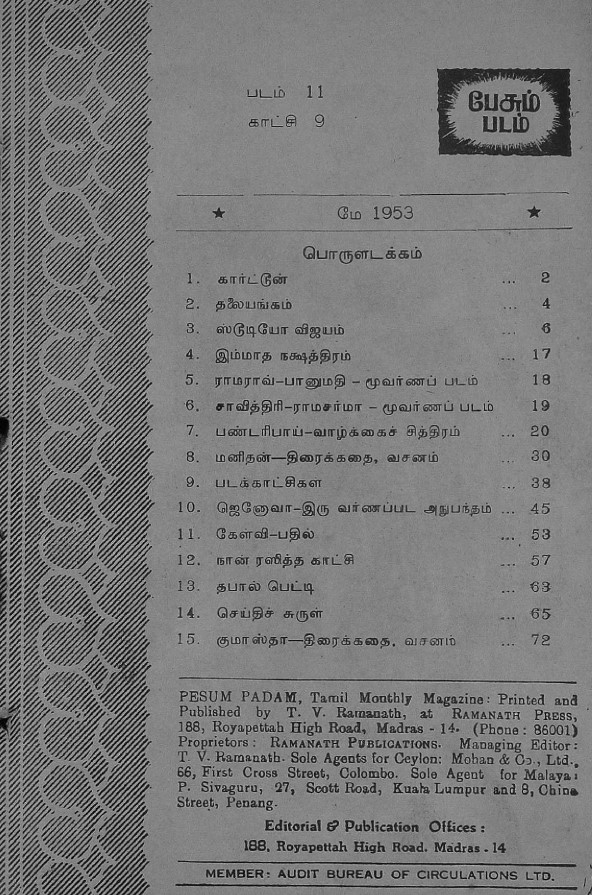 படம் 11
காட்சி 9
பேசும்
படம்
★ மே 1953 ★
பொருளடக்கம்
1. கார்ட்டூன் ... 2
2. தலையங்கம் ... 4
3. ஸ்டூடியோ விஜயம் ... 6
4. இம்மாத நக்ஷத்திரம் ... 17
5. ராமராவ்-பானுமதி - மூவர்ணப் படம் 18
6. சாவித்திரி-ராமசர்மா - மூவர்ணப் படம் 19
7. பண்டரிபாய்-வாழ்க்கைச் சித்திரம் ... 20
8. மனிதன்—திரைக்கதை, வசனம் ... 30
9. படக்காட்சிகள ... 38
10. ஜெனோவா-இரு வர்ணப்பட அநுபந்தம் ... 45
11. கேள்வி-பதில் ... 53
12. நான் ரஸித்த காட்சி ... 57
13. தபால் பெட்டி ... 63
14. செய்திச் சுருள் ... 65
15. குமாஸ்தா—திரைக்கதை, வசனம் ... 72
PESUM PADAM, Tamil Monthly Magazine: Printed and
Published by T. V. Ramanath, at RAMANATH PRESS,
188, Royapettah High Road, Madras - 14. (Phone: 86001)
Proprietors: RAMANATH PUBLICATIONS. Managing Editor:
T. V. Ramanath. Sole Agents for Ceylon: Mohan & Co., Ltd.,
66, First Cross Street, Colombo. Sole Agent for Malaya:
P. Sivaguru, 27, Scott Road, Kuala Lumpur and 8, China
Street, Penang.
Editorial & Publication Offices:
188, Royapettah High Road, Madras - 14
MEMBER: AUDIT BUREAU OF CIRCULATIONS LTD.